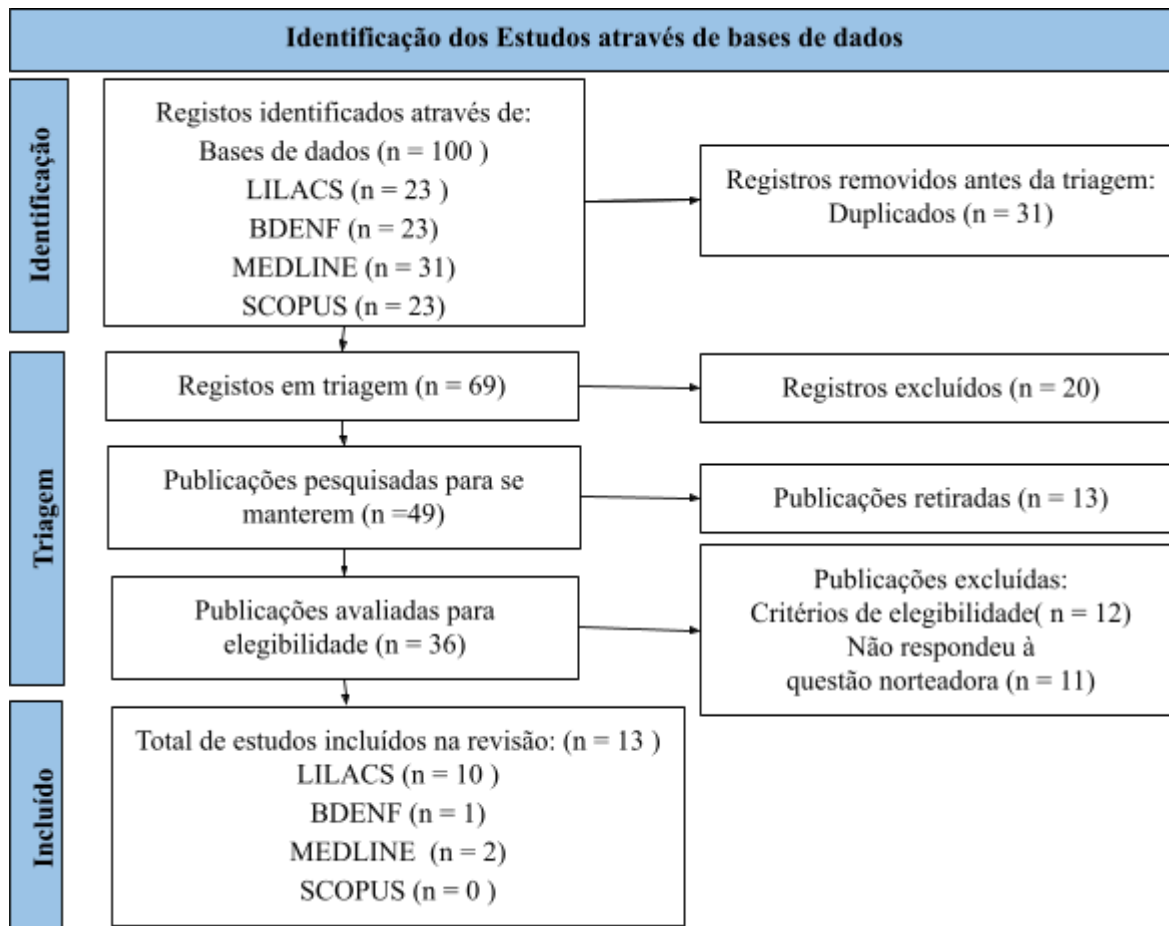 Identificação dos Estudos através de bases de dados
Identificação
Registos identificados através de:
Bases de dados (n = 100 )
LILACS (n = 23 )
BDENF (n = 23)
MEDLINE (n = 31)
SCOPUS (n = 23)
Registros removidos antes da triagem:
Duplicados (n = 31)
Triagem
Registos em triagem (n = 69)
Registros excluídos (n = 20)
Publicações pesquisadas para se
manterem (n =49)
Publicações retiradas (n = 13)
Publicações avaliadas para
elegibilidade (n = 36)
Publicações excluídas:
Critérios de elegibilidade( n = 12)
Não respondeu à
questão norteadora (n = 11)
Incluído
Total de estudos incluídos na revisão: (n = 13 )
LILACS (n = 10 )
BDENF (n = 1)
MEDLINE  (n = 2)
SCOPUS (n = 0 )